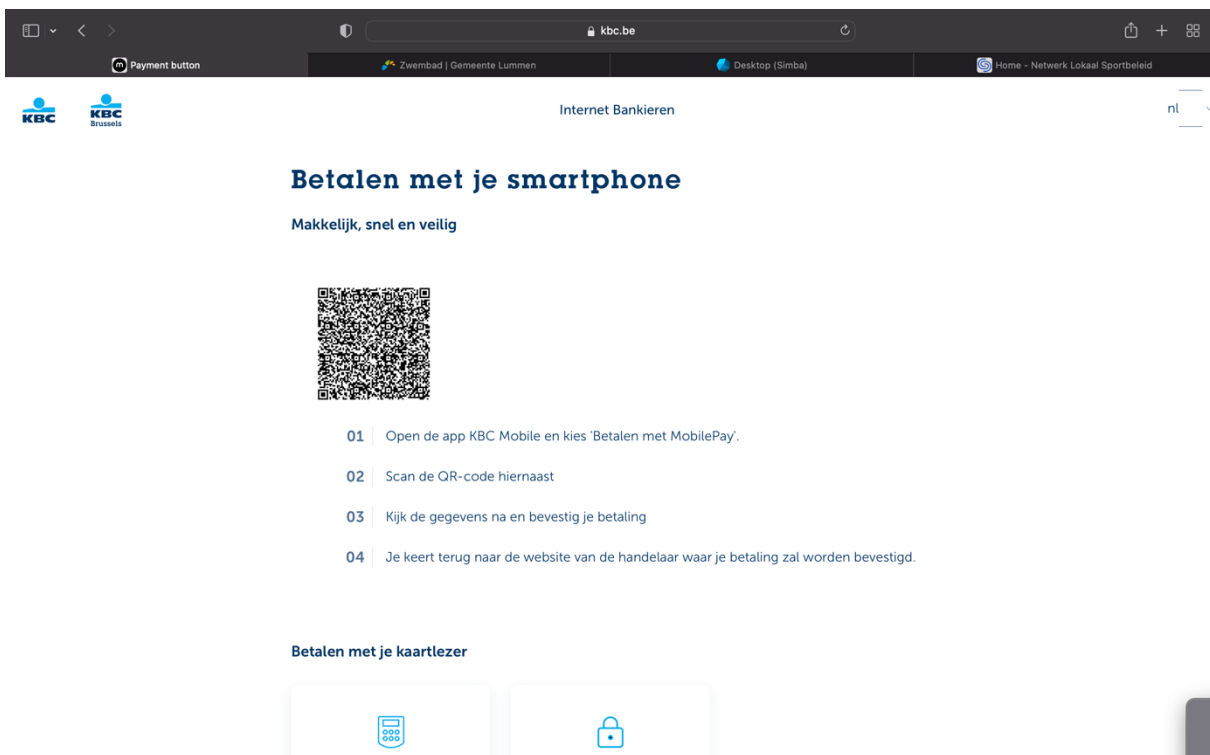 kbc.be
Payment button
Zwembad | Gemeente Lummen
Desktop (Simba)
Home - Netwerk Lokaal Sportbeleid
KBC
KBC
Brussels
Internet Bankieren
nl
Betalen met je smartphone
Makkelijk, snel en veilig
01 Open de app KBC Mobile en kies 'Betalen met MobilePay'.
02 Scan de QR-code hiernaast
03 Kijk de gegevens na en bevestig je betaling
04 Je keert terug naar de website van de handelaar waar je betaling zal worden bevestigd.
Betalen met je kaartlezer